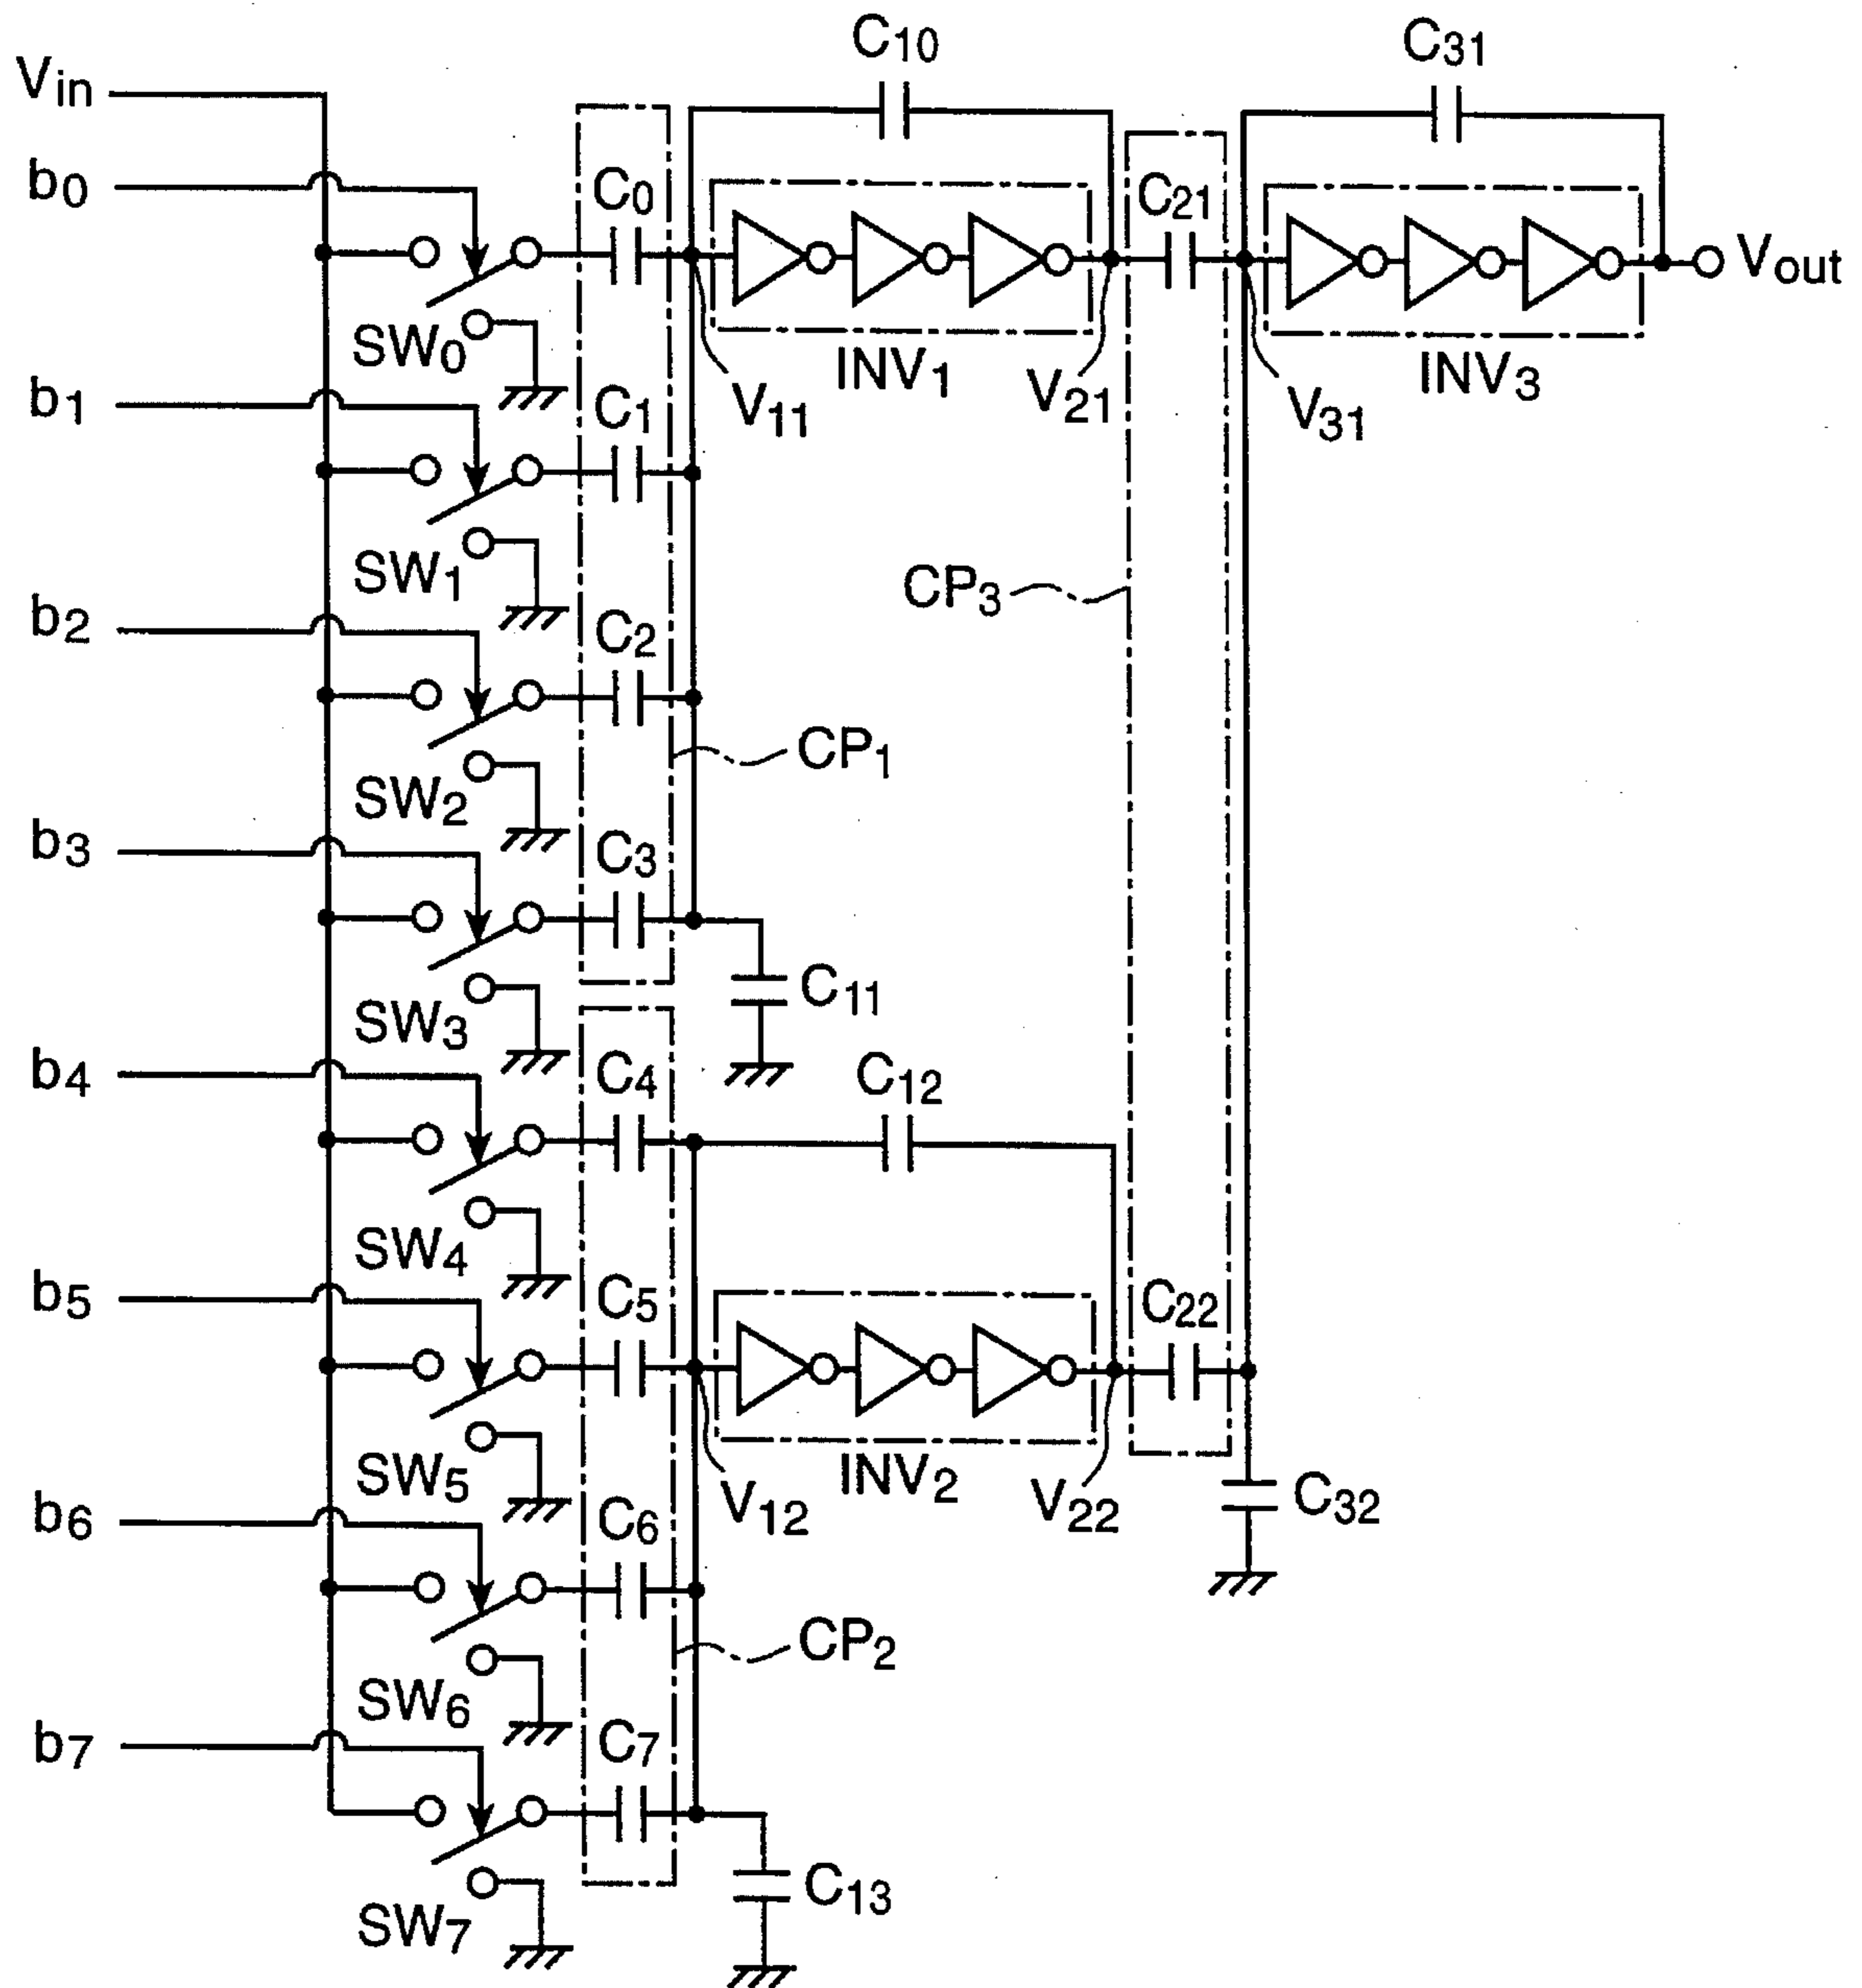 C10
C31
Vin
b0
C0
C21
Vout
SW0
INV1
INV3
V11
V21
V31
b1
C1
SW1
CP3
b2
C2
SW2
CP1
b3
C3
SW3
C11
b4
C4
C12
SW4
b5
C5
C22
SW5
INV2
V12
V22
C32
b6
C6
SW6
CP2
b7
C7
SW7
C13